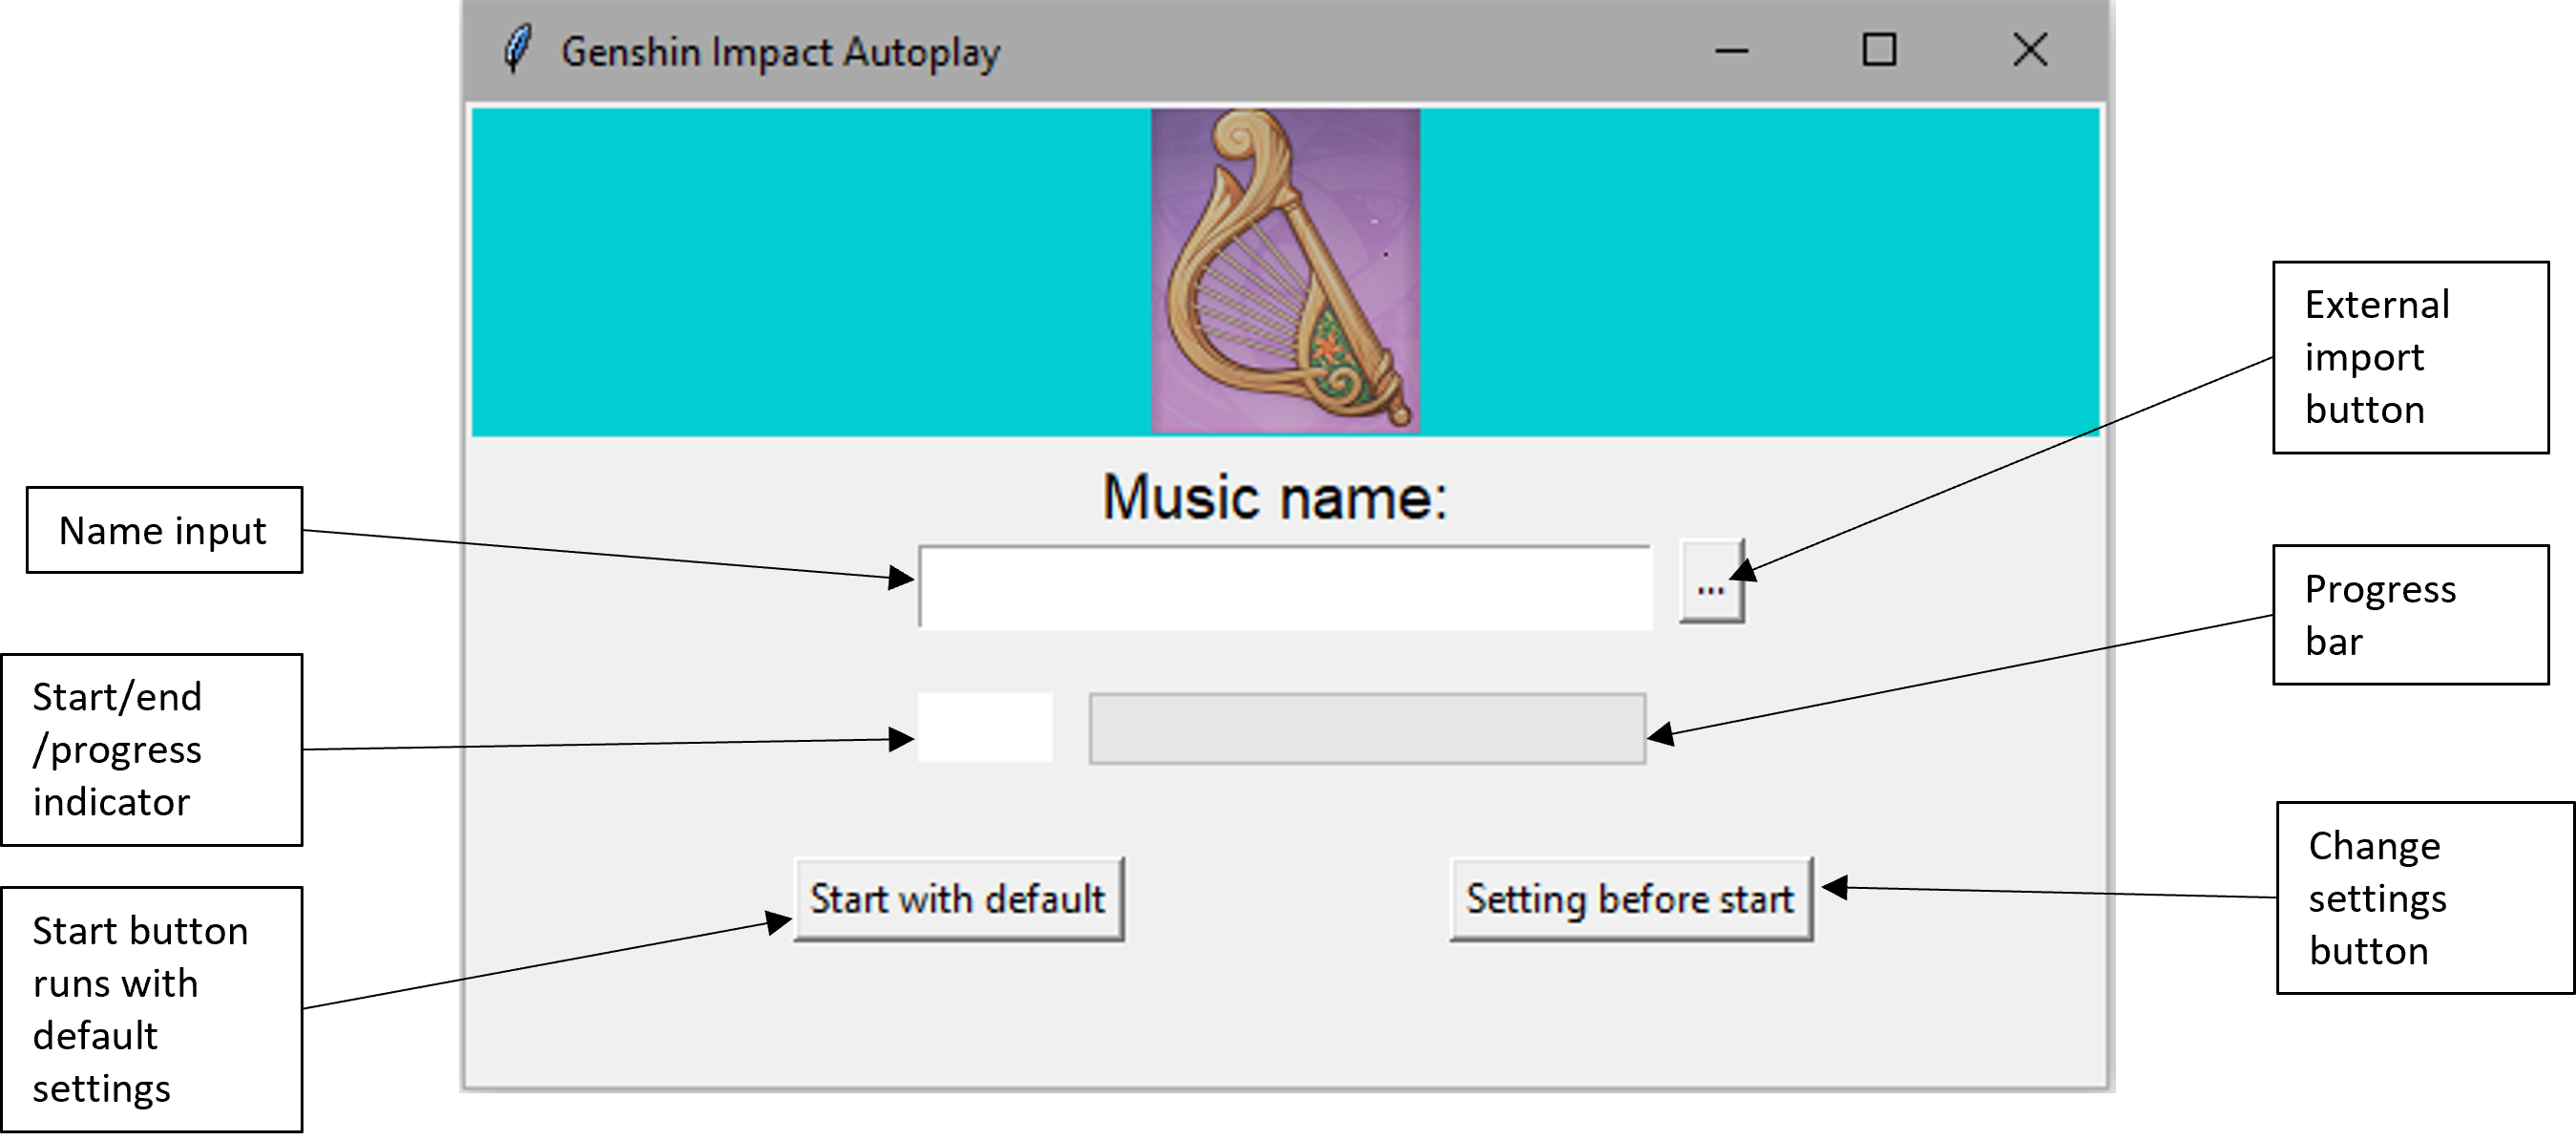 Genshin Impact Autoplay
External
import
button
Music name:
Name input
...
Progress
bar
Start/end
/progress
indicator
Change
settings
button
Start with default
Setting before start
Start button
runs with
default
settings